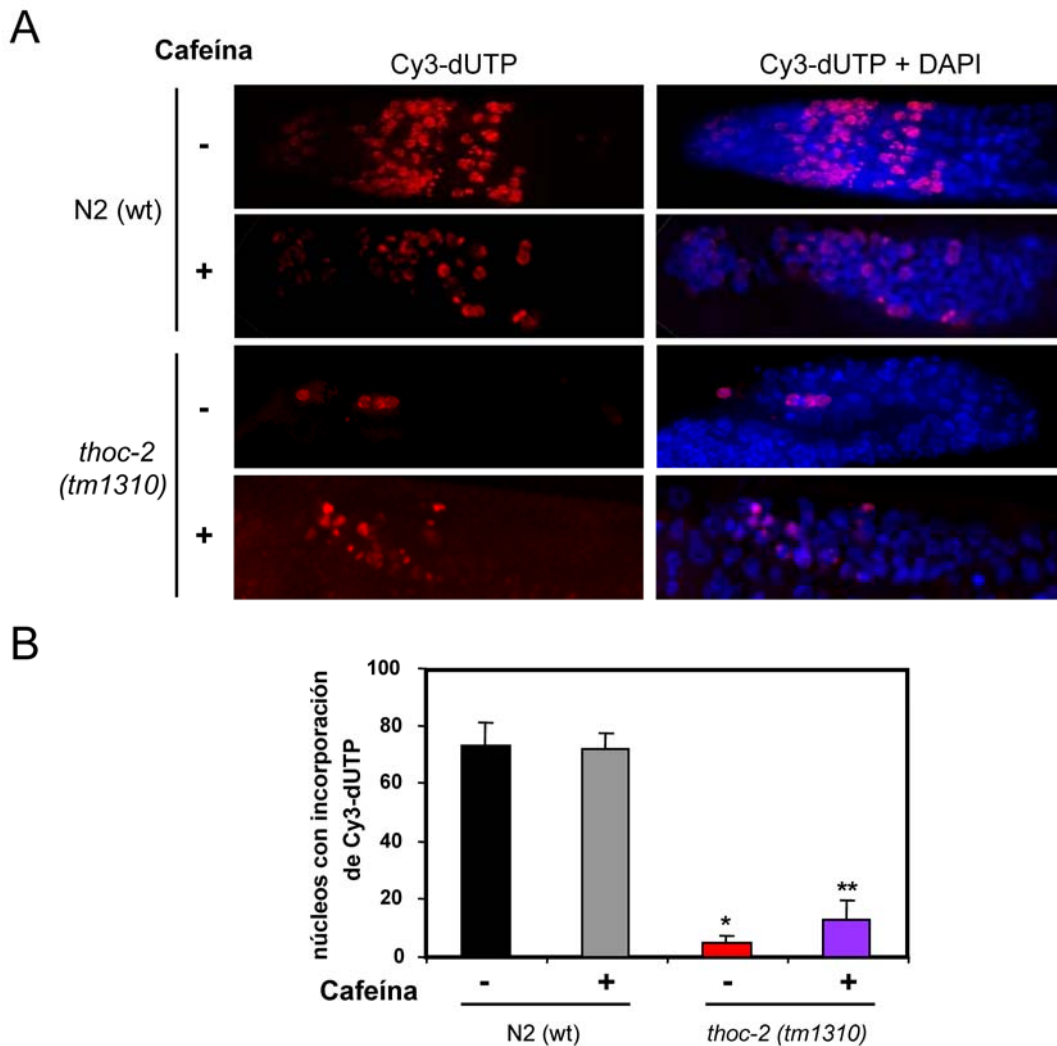 A
Cafeína
Cy3-dUTP
Cy3-dUTP + DAPI
N2 (wt)
-
+
thoc-2
(tm1310)
-
+
B
núcleos con incorporación
de Cy3-dUTP
100
80
60
40
20
0
*
**
Cafeína
-
+
-
+
N2 (wt)
thoc-2 (tm1310)